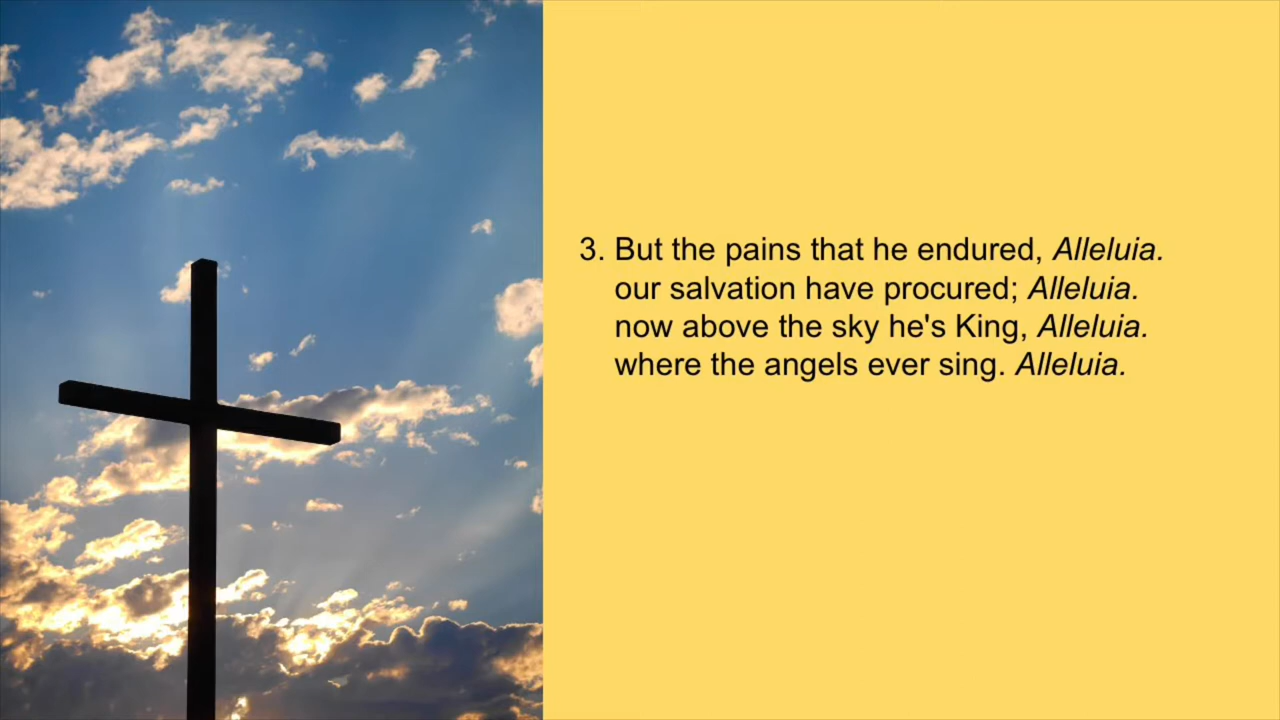 3. But the pains that he endured, Alleluia.
our salvation have procured; Alleluia.
now above the sky he's King, Alleluia.
where the angels ever sing. Alleluia.